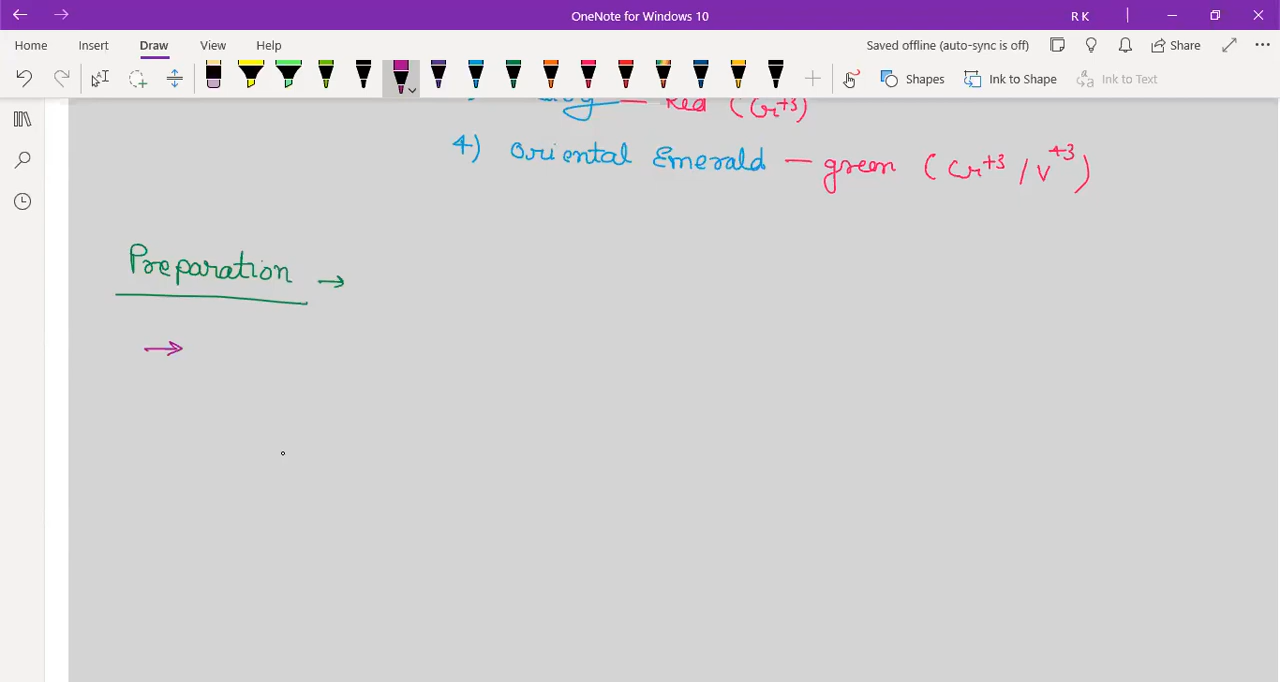 OneNote for Windows 10
R K
Home Insert Draw View Help
Saved offline (auto-sync is off)
Share
Shapes
Ink to Shape
Ink to Text
— Red (Cr+3)
4) Oriental Emerald — green (Cr+3 / V+3)
Preparation →
→